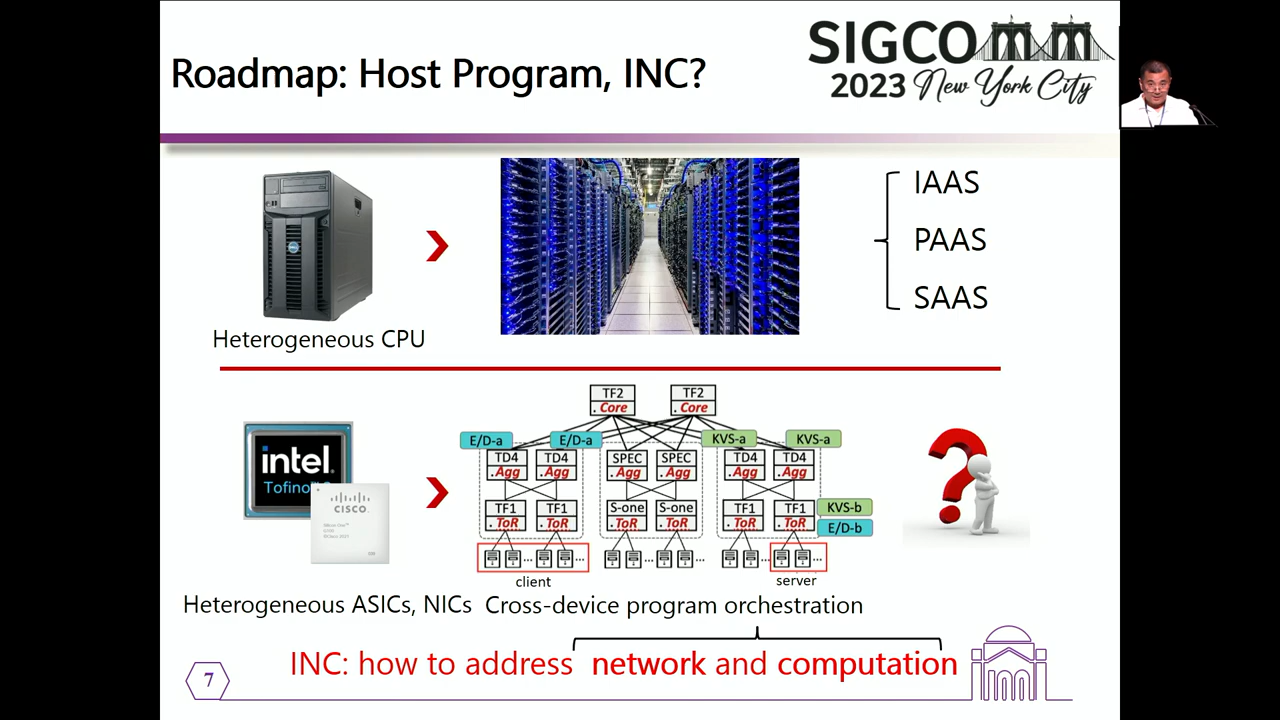 Roadmap: Host Program, INC?
SIGCOMM
2023 New York City
IAAS
PAAS
SAAS
Heterogeneous CPU
TF2 TF2
.Core .Core
E/D-a E/D-a KVS-a KVS-a
TD4 TD4 SPEC SPEC TD4 TD4
.Agg .Agg .Agg .Agg .Agg .Agg
TF1 TF1 S-one S-one TF1 TF1 KVS-b
.ToR .ToR .ToR .ToR .ToR .ToR E/D-b
... ... ... ... ... ...
client server
intel.
Tofino
CISCO
Heterogeneous ASICs, NICs Cross-device program orchestration
INC: how to address network and computation
7